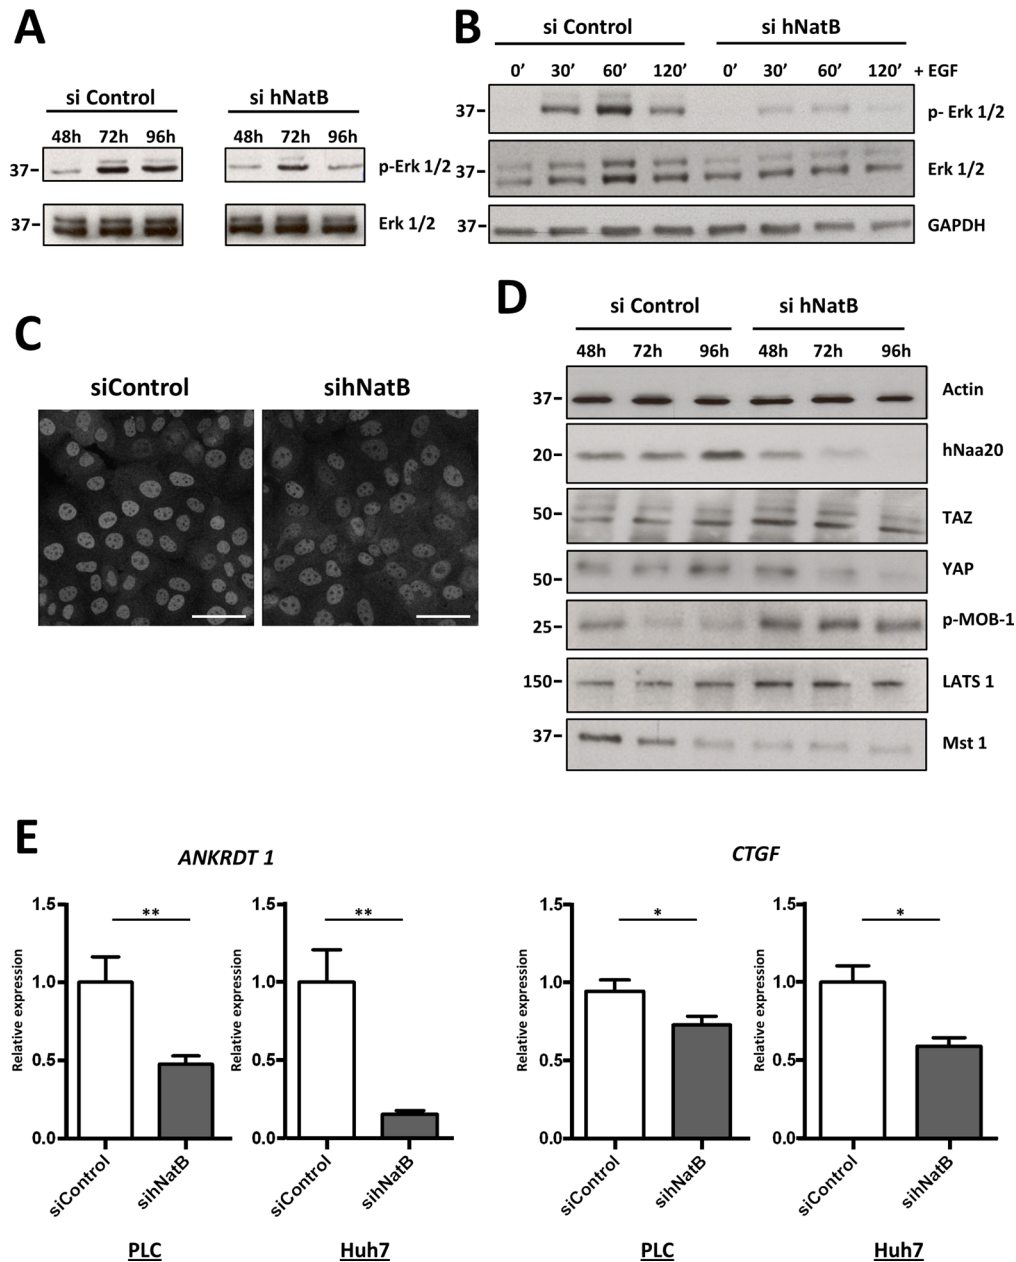 A
si Control si hNatB
48h 72h 96h 48h 72h 96h
37 p-Erk 1/2
37 Erk 1/2
B
si Control si hNatB
0’ 30’ 60’ 120’ 0’ 30’ 60’ 120’ + EGF
37 p- Erk 1/2
37 Erk 1/2
37 GAPDH
C
siControl sihNatB
D
si Control si hNatB
48h 72h 96h 48h 72h 96h
37 Actin
20 hNaa20
50 TAZ
50 YAP
25 p-MOB-1
150 LATS 1
37 Mst 1
E
ANKRDT 1
1.5 **
1.0
0.5
0.0
Relative expression
siControl sihNatB
PLC
1.5 **
1.0
0.5
0.0
Relative expression
siControl sihNatB
Huh7
CTGF
1.5 *
1.0
0.5
0.0
Relative expression
siControl sihNatB
PLC
1.5 *
1.0
0.5
0.0
Relative expression
siControl sihNatB
Huh7